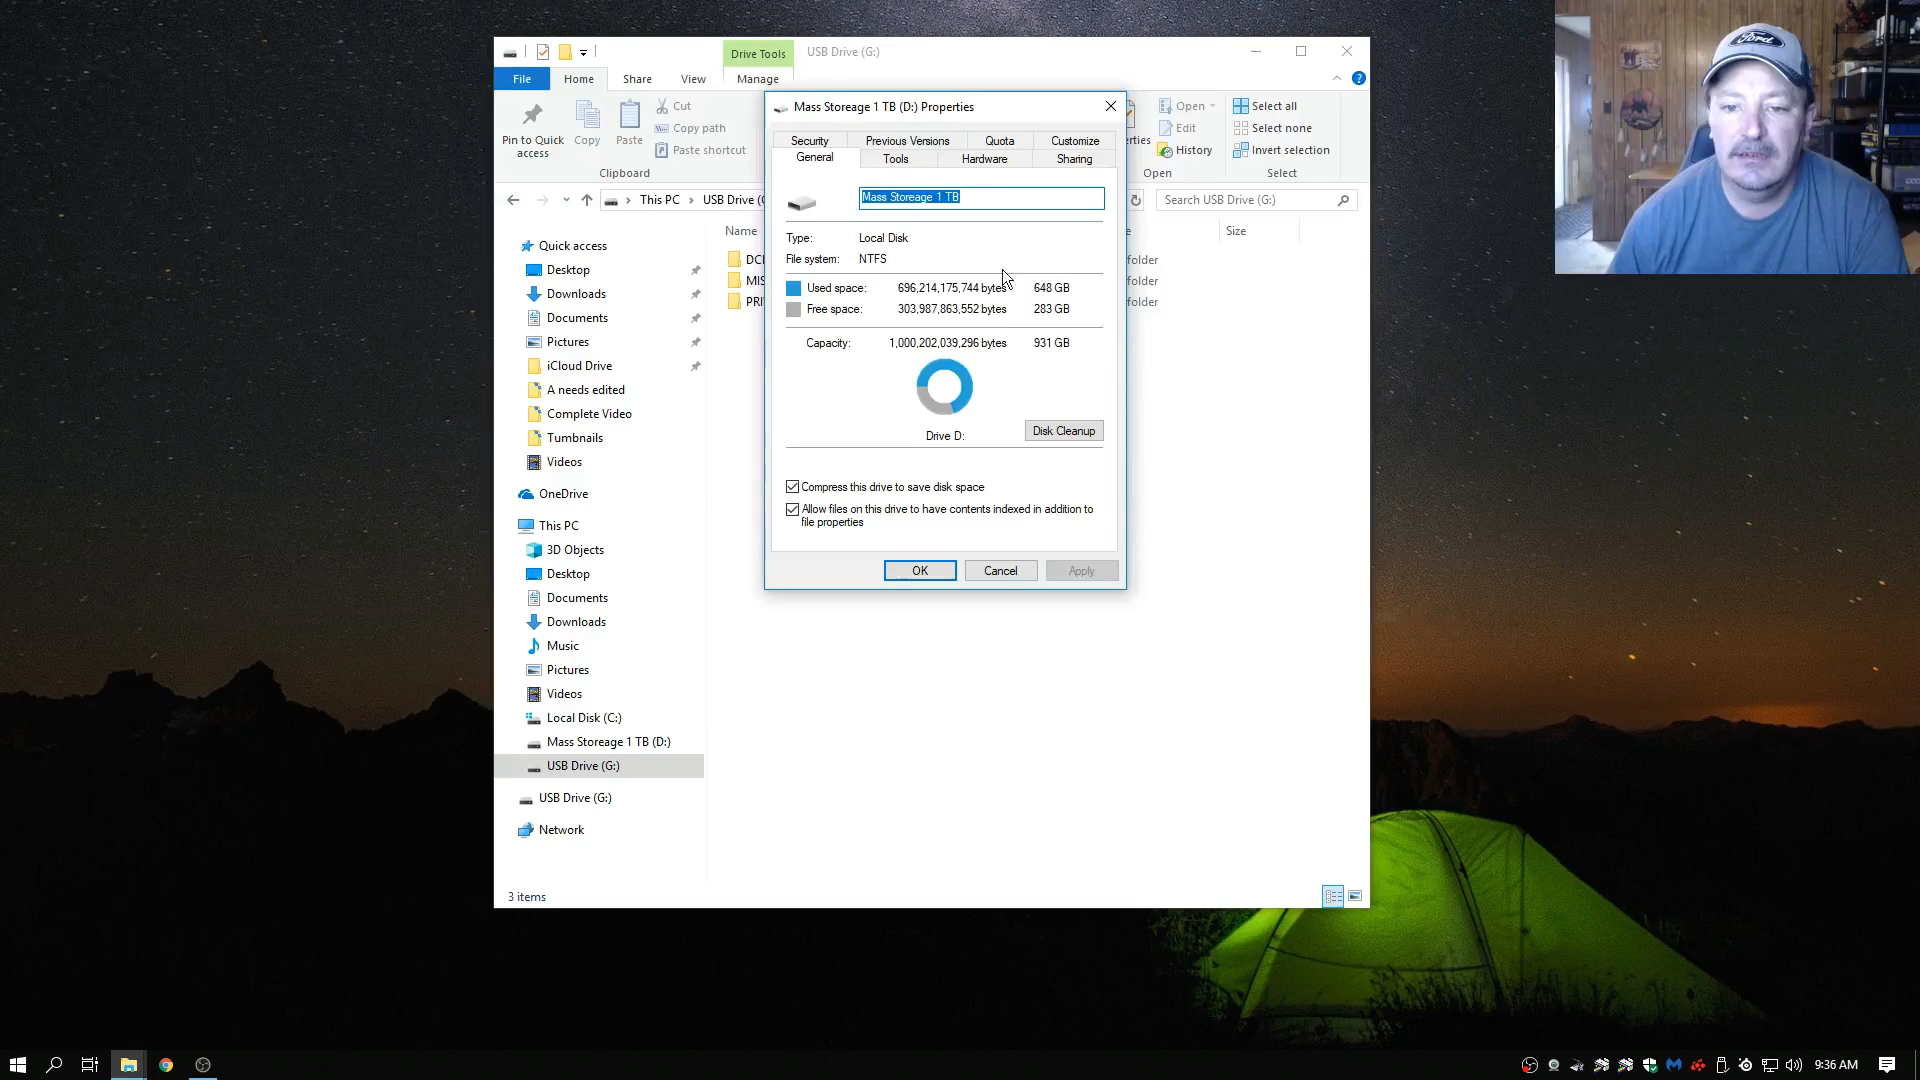 Drive Tools
USB Drive (G:)
File
Home
Share
View
Manage
Pin to Quick access
Copy
Paste
Cut
Copy path
Paste shortcut
Clipboard
Open
Edit
History
Open
Select all
Select none
Invert selection
Select
This PC
USB Drive (
Search USB Drive (G:)
Name
Size
Quick access
Desktop
Downloads
Documents
Pictures
iCloud Drive
A needs edited
Complete Video
Tumbnails
Videos
OneDrive
This PC
3D Objects
Desktop
Documents
Downloads
Music
Pictures
Videos
Local Disk (C:)
Mass Storeage 1 TB (D:)
USB Drive (G:)
USB Drive (G:)
Network
3 items
folder
folder
folder
Mass Storeage 1 TB (D:) Properties
Security
Previous Versions
Quota
Customize
General
Tools
Hardware
Sharing
Mass Storeage 1 TB
Type: Local Disk
File system: NTFS
Used space: 696,214,175,744 bytes 648 GB
Free space: 303,987,863,552 bytes 283 GB
Capacity: 1,000,202,039,296 bytes 931 GB
Drive D:
Disk Cleanup
Compress this drive to save disk space
Allow files on this drive to have contents indexed in addition to
file properties
OK
Cancel
Apply
Ford
9:36 AM